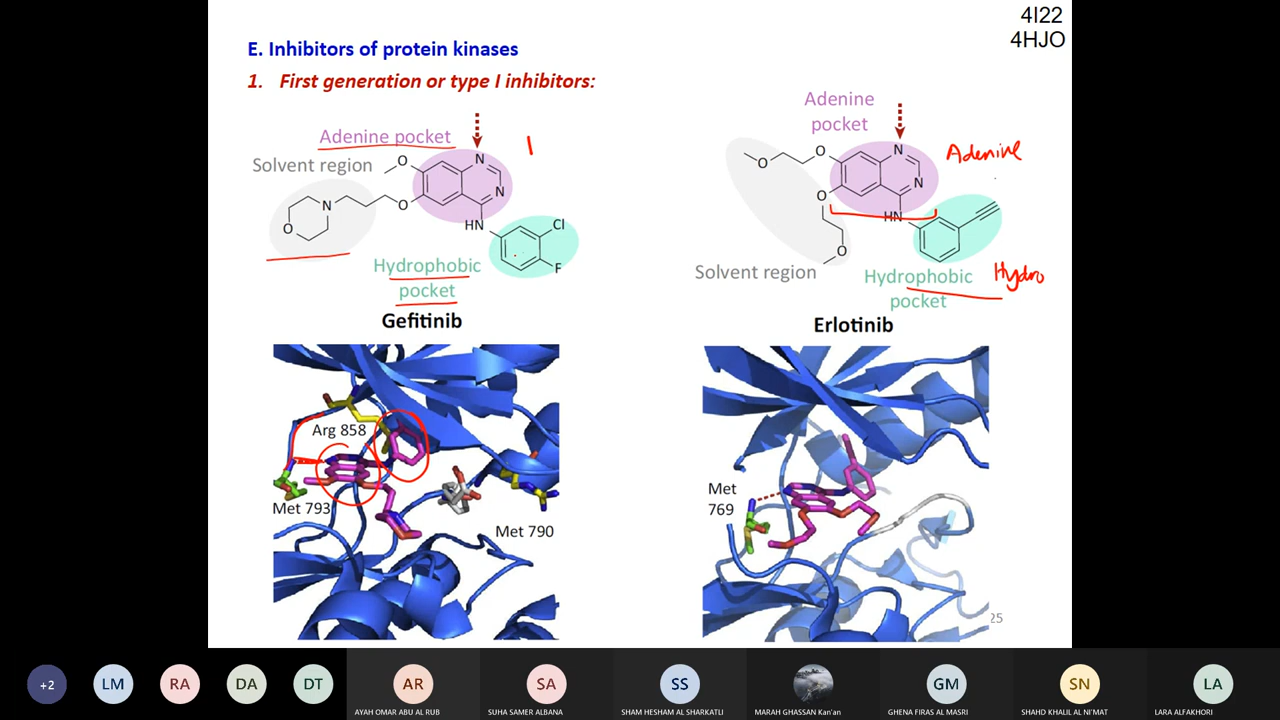 4I22
4HJO
E. Inhibitors of protein kinases
1. First generation or type I inhibitors:
Adenine pocket
Solvent region
O
N
N
HN
O
N
O
Cl
F
Hydrophobic
pocket
Gefitinib
Adenine
pocket
O
O
N
N
HN
O
O
Adenine
Solvent region
Hydrophobic
pocket
Hydro
Erlotinib
Arg 858
Met 793
Met 790
Met
769
25
+2
LM
RA
DA
DT
AR
SA
SS
GM
SN
LA
AYAH OMAR ABU AL RUB
SUHA SAMER ALBANA
SHAM HESHAM AL SHARKATLI
MARAH GHASSAN Kan'an
GHENA FIRAS AL MASRI
SHAHD KHALIL AL NI'MAT
LARA ALFAKHORI